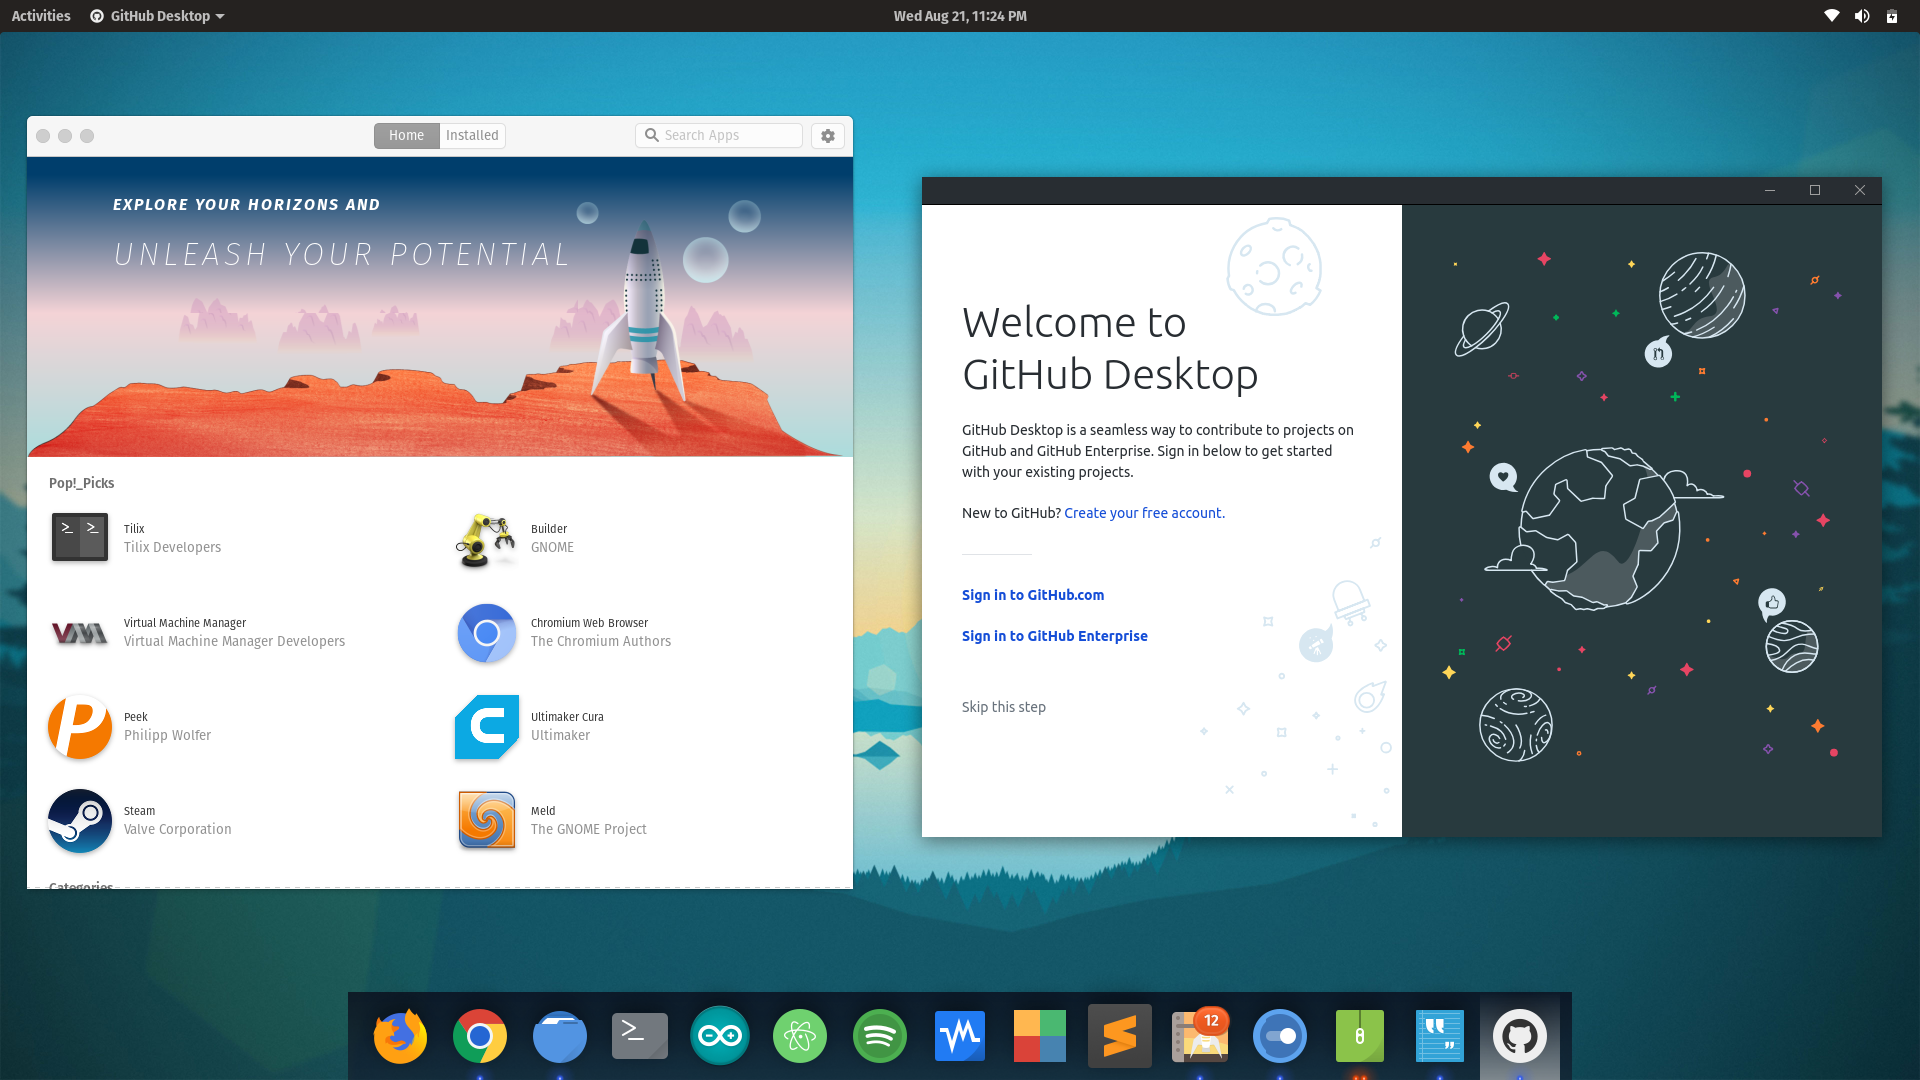 Activities
GitHub Desktop
Wed Aug 21, 11:24 PM
Home
Installed
Search Apps
EXPLORE YOUR HORIZONS AND
UNLEASH YOUR POTENTIAL
Pop!_Picks
Tilix
Tilix Developers
Builder
GNOME
Virtual Machine Manager
Virtual Machine Manager Developers
Chromium Web Browser
The Chromium Authors
Peek
Philipp Wolfer
Ultimaker Cura
Ultimaker
Steam
Valve Corporation
Meld
The GNOME Project
Categories
Welcome to
GitHub Desktop
GitHub Desktop is a seamless way to contribute to projects on
GitHub and GitHub Enterprise. Sign in below to get started
with your existing projects.
New to GitHub? Create your free account.
Sign in to GitHub.com
Sign in to GitHub Enterprise
Skip this step
12